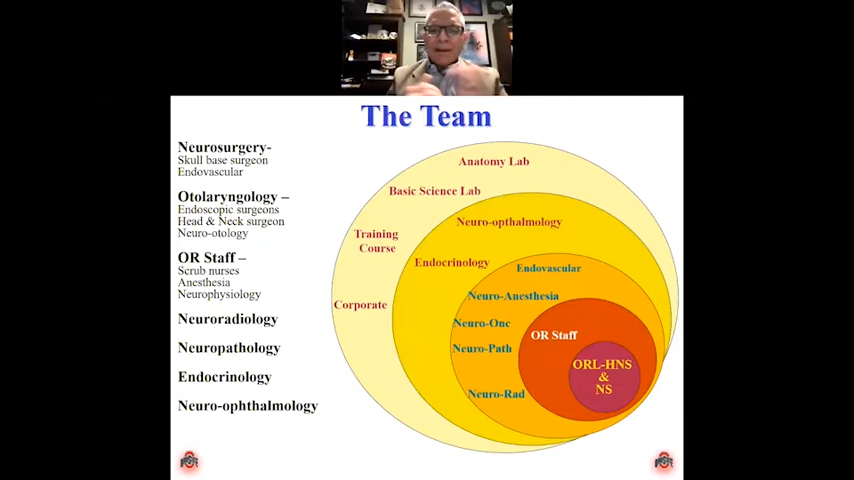 The Team
Neurosurgery-
Skull base surgeon
Endovascular
Otolaryngology –
Endoscopic surgeons
Head & Neck surgeon
Neuro-otology
OR Staff –
Scrub nurses
Anesthesia
Neurophysiology
Neuroradiology
Neuropathology
Endocrinology
Neuro-ophthalmology
Anatomy Lab
Basic Science Lab
Training
Course
Corporate
Neuro-opthalmology
Endocrinology
Endovascular
Neuro-Anesthesia
Neuro-Onc
Neuro-Path
Neuro-Rad
OR Staff
ORL-HNS
&
NS